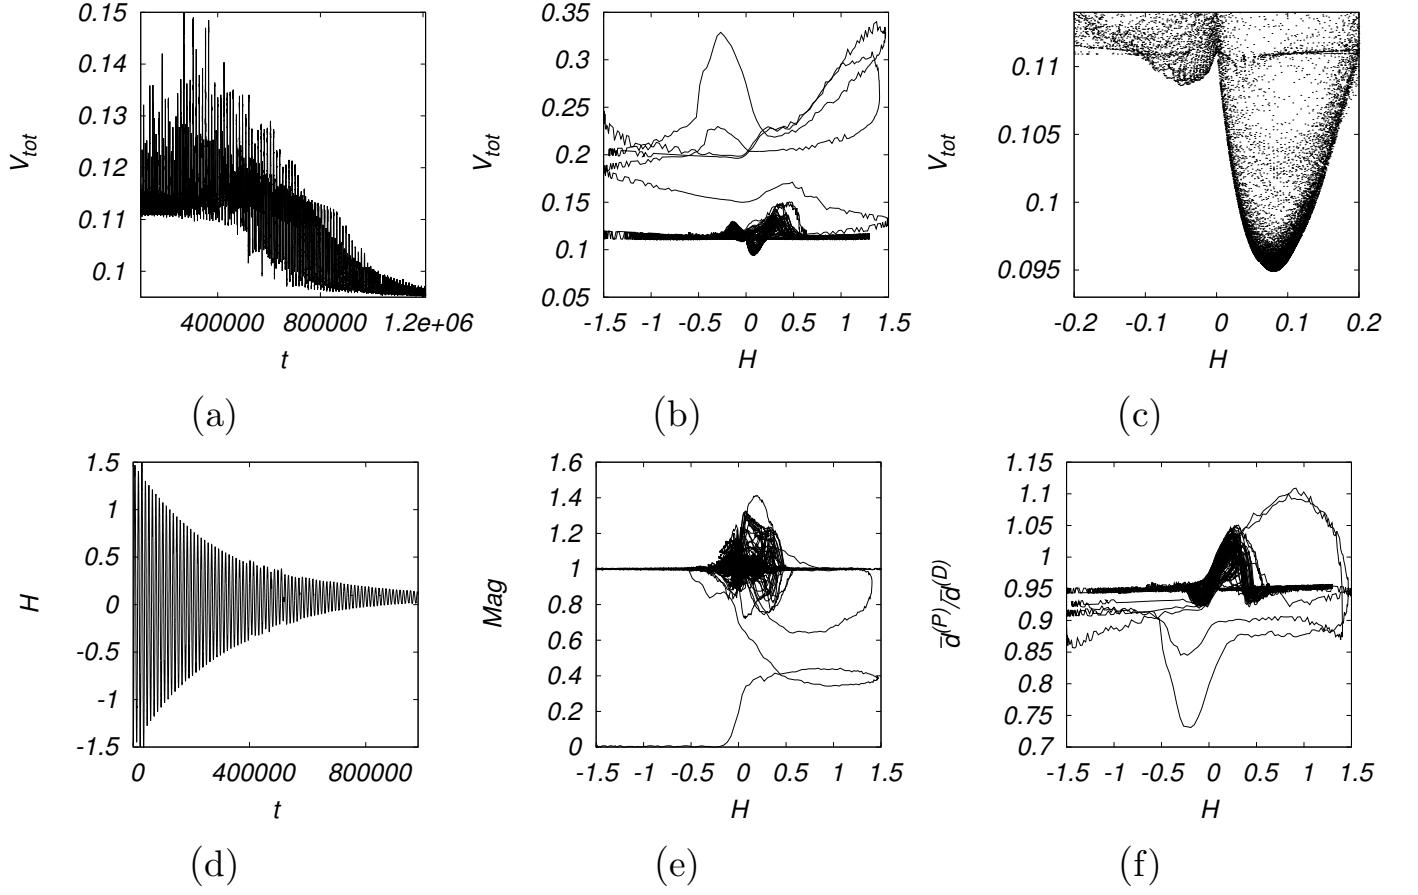 0.15
0.14
0.13
0.12
0.11
0.1
V_tot
400000 800000 1.2e+06
t
(a)
0.35
0.3
0.25
0.2
0.15
0.1
0.05
V_tot
-1.5 -1 -0.5 0 0.5 1 1.5
H
(b)
0.11
0.105
0.1
0.095
V_tot
-0.2 -0.1 0 0.1 0.2
H
(c)
1.5
1
0.5
0
-0.5
-1
-1.5
H
0 400000 800000
t
(d)
1.6
1.4
1.2
1
0.8
0.6
0.4
0.2
0
Mag
-1.5 -1 -0.5 0 0.5 1 1.5
H
(e)
1.15
1.1
1.05
1
0.95
0.9
0.85
0.8
0.75
0.7
d̅^(P)/d̅^(D)
-1.5 -1 -0.5 0 0.5 1 1.5
H
(f)